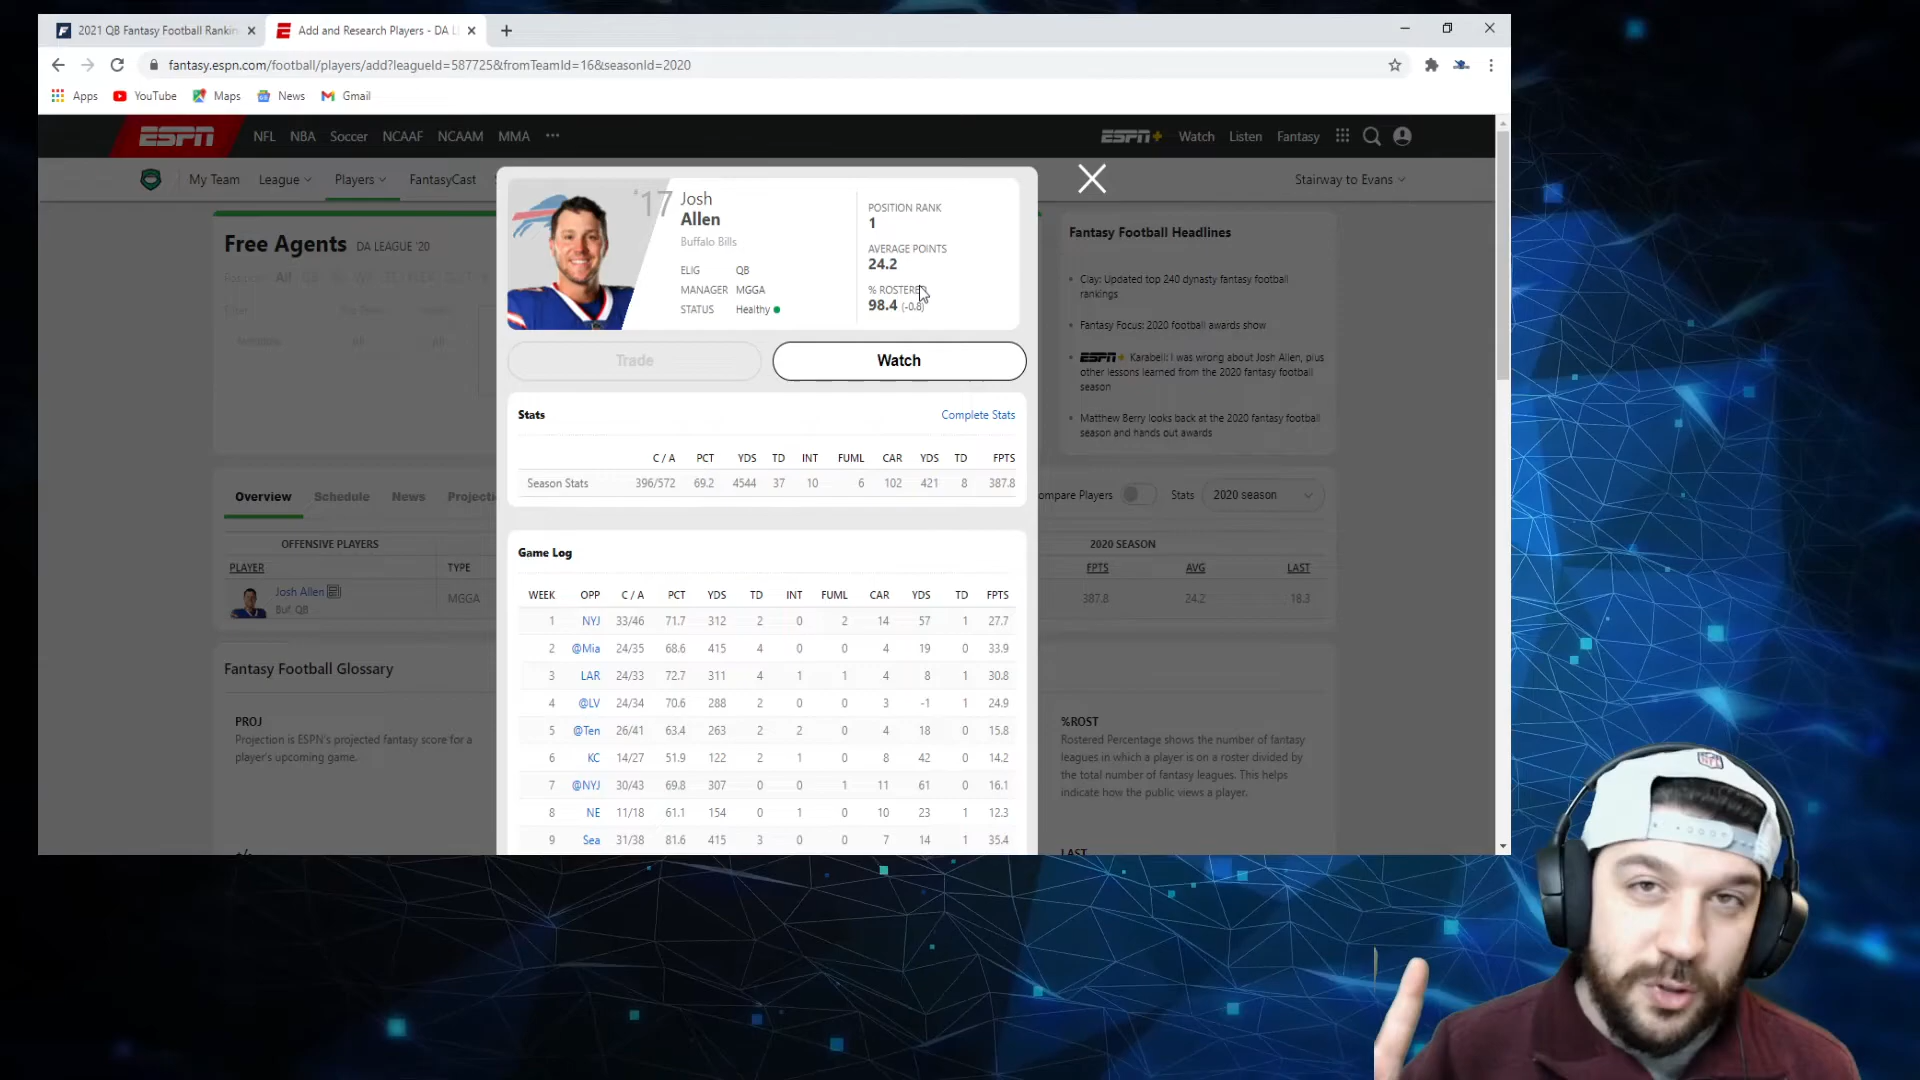 2021 QB Fantasy Football Rankin
Add and Research Players - DA L
fantasy.espn.com/football/players/add?leagueId=587725&fromTeamId=16&seasonId=2020
Apps YouTube Maps News Gmail
ESPN NFL NBA Soccer NCAAF NCAAM MMA ESPN+ Watch Listen Fantasy
My Team League Players FantasyCast Stairway to Evans
Free Agents DA LEAGUE '20
#17 Josh
Allen
Buffalo Bills
ELIG QB
MANAGER MGGA
STATUS Healthy
POSITION RANK
1
AVERAGE POINTS
24.2
% ROSTERED
98.4 (-0.8)
Trade Watch
Fantasy Football Headlines
Clay: Updated top 240 dynasty fantasy football
rankings
Fantasy Focus: 2020 football awards show
ESPN+ Karabell: I was wrong about Josh Allen, plus
other lessons learned from the 2020 fantasy football
season
Matthew Berry looks back at the 2020 fantasy football
season and hands out awards
Stats Complete Stats
C / A PCT YDS TD INT FUML CAR YDS TD FPTS
Season Stats 396/572 69.2 4544 37 10 6 102 421 8 387.8
Overview Schedule News Projecti
ompare Players Stats 2020 season
OFFENSIVE PLAYERS
PLAYER TYPE
Josh Allen
Buf, QB
MGGA
2020 SEASON
FPTS AVG LAST
387.8 24.2 18.3
Game Log
WEEK OPP C / A PCT YDS TD INT FUML CAR YDS TD FPTS
1 NYJ 33/46 71.7 312 2 0 2 14 57 1 27.7
2 @Mia 24/35 68.6 415 4 0 0 4 19 0 33.9
3 LAR 24/33 72.7 311 4 1 1 4 8 1 30.8
4 @LV 24/34 70.6 288 2 0 0 3 -1 1 24.9
5 @Ten 26/41 63.4 263 2 2 0 4 18 0 15.8
6 KC 14/27 51.9 122 2 1 0 8 42 0 14.2
7 @NYJ 30/43 69.8 307 0 0 1 11 61 0 16.1
8 NE 11/18 61.1 154 0 1 0 10 23 1 12.3
9 Sea 31/38 81.6 415 3 0 0 7 14 1 35.4
Fantasy Football Glossary
PROJ
Projection is ESPN's projected fantasy score for a
player's upcoming game.
+/-
%ROST
Rostered Percentage shows the number of fantasy
leagues in which a player is on a roster divided by
the total number of fantasy leagues. This helps
indicate how the public views a player.
LAST
NFL